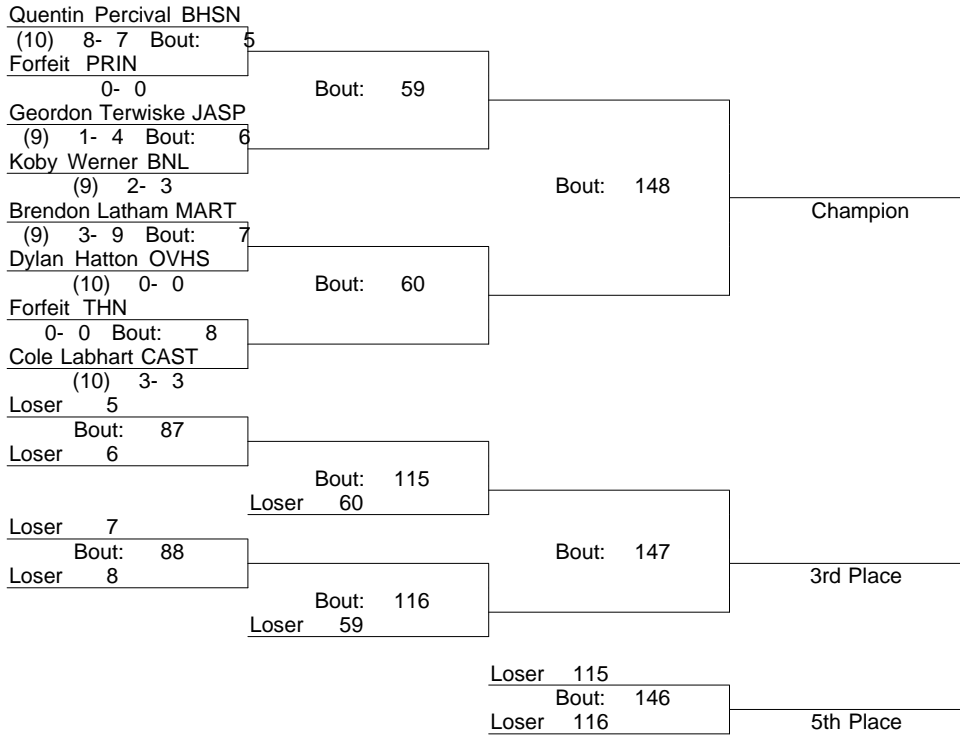 Quentin Percival BHSN
(10) 8- 7 Bout: 5
Forfeit PRIN
0- 0
Bout: 59
Geordon Terwiske JASP
(9) 1- 4 Bout: 6
Koby Werner BNL
(9) 2- 3
Bout: 148
Brendon Latham MART
Champion
(9) 3- 9 Bout: 7
Dylan Hatton OVHS
(10) 0- 0
Bout: 60
Forfeit THN
0- 0 Bout: 8
Cole Labhart CAST
(10) 3- 3
Loser 5
Bout: 87
Loser 6
Bout: 115
Loser 60
Loser 7
Bout: 88
Bout: 147
Loser 8
3rd Place
Bout: 116
Loser 59
Loser 115
Bout: 146
Loser 116
5th Place